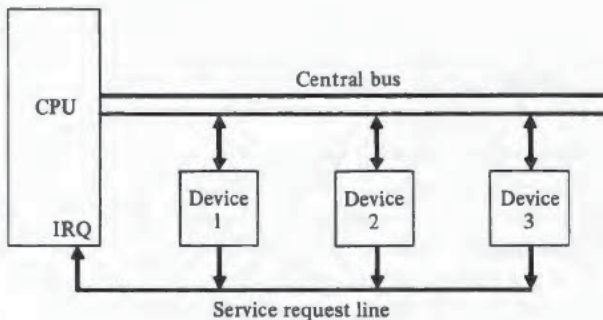 Central bus
CPU
Device
1
Device
2
Device
3
IRQ
Service request line